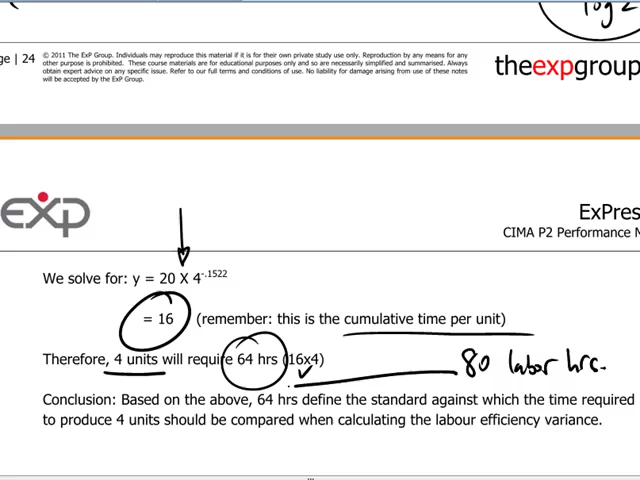 log 2
ge | 24
© 2011 The ExP Group. Individuals may reproduce this material if it is for their own private study use only. Reproduction by any means for any
other purpose is prohibited. These course materials are for educational purposes only and so are necessarily simplified and summarised. Always
obtain expert advice on any specific issue. Refer to our full terms and conditions of use. No liability for damage arising from use of these notes
will be accepted by the ExP Group.
theexpgroup
exp
ExPres
CIMA P2 Performance M
We solve for: y = 20 X 4^-.1522
= 16 (remember: this is the cumulative time per unit)
Therefore, 4 units will require 64 hrs (16x4)
80 labor hrs.
Conclusion: Based on the above, 64 hrs define the standard against which the time required
to produce 4 units should be compared when calculating the labour efficiency variance.